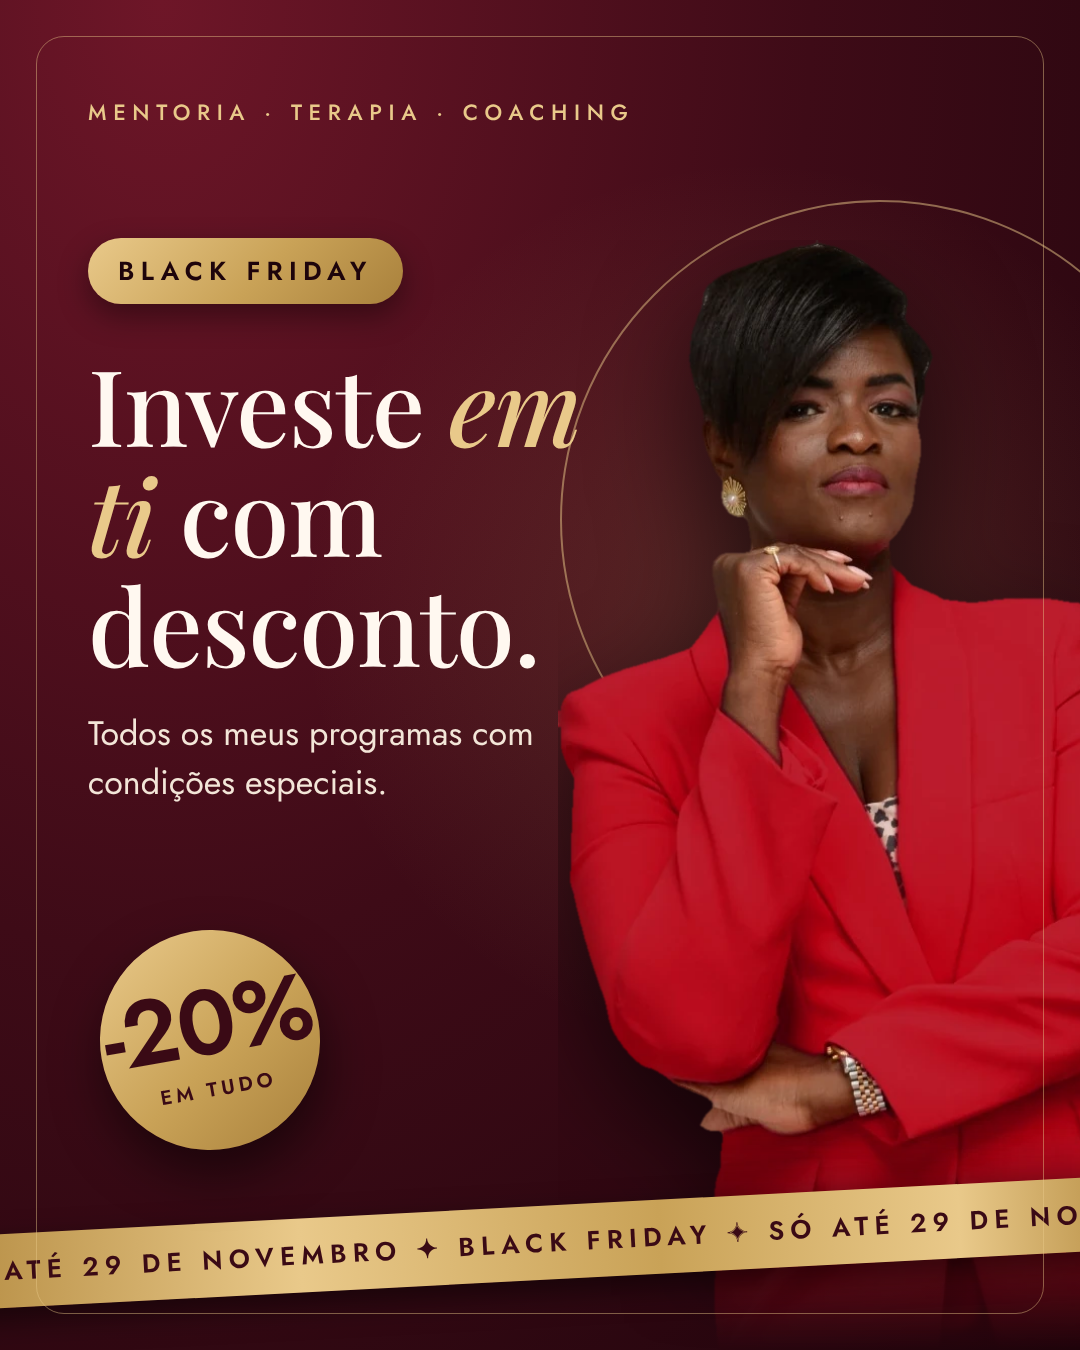 MENTORIA · TERAPIA · COACHING
BLACK FRIDAY
Investe em
ti com
desconto.
Todos os meus programas com
condições especiais.
-20%
EM TUDO
ATÉ 29 DE NOVEMBRO ✦ BLACK FRIDAY ✦ SÓ ATÉ 29 DE NO